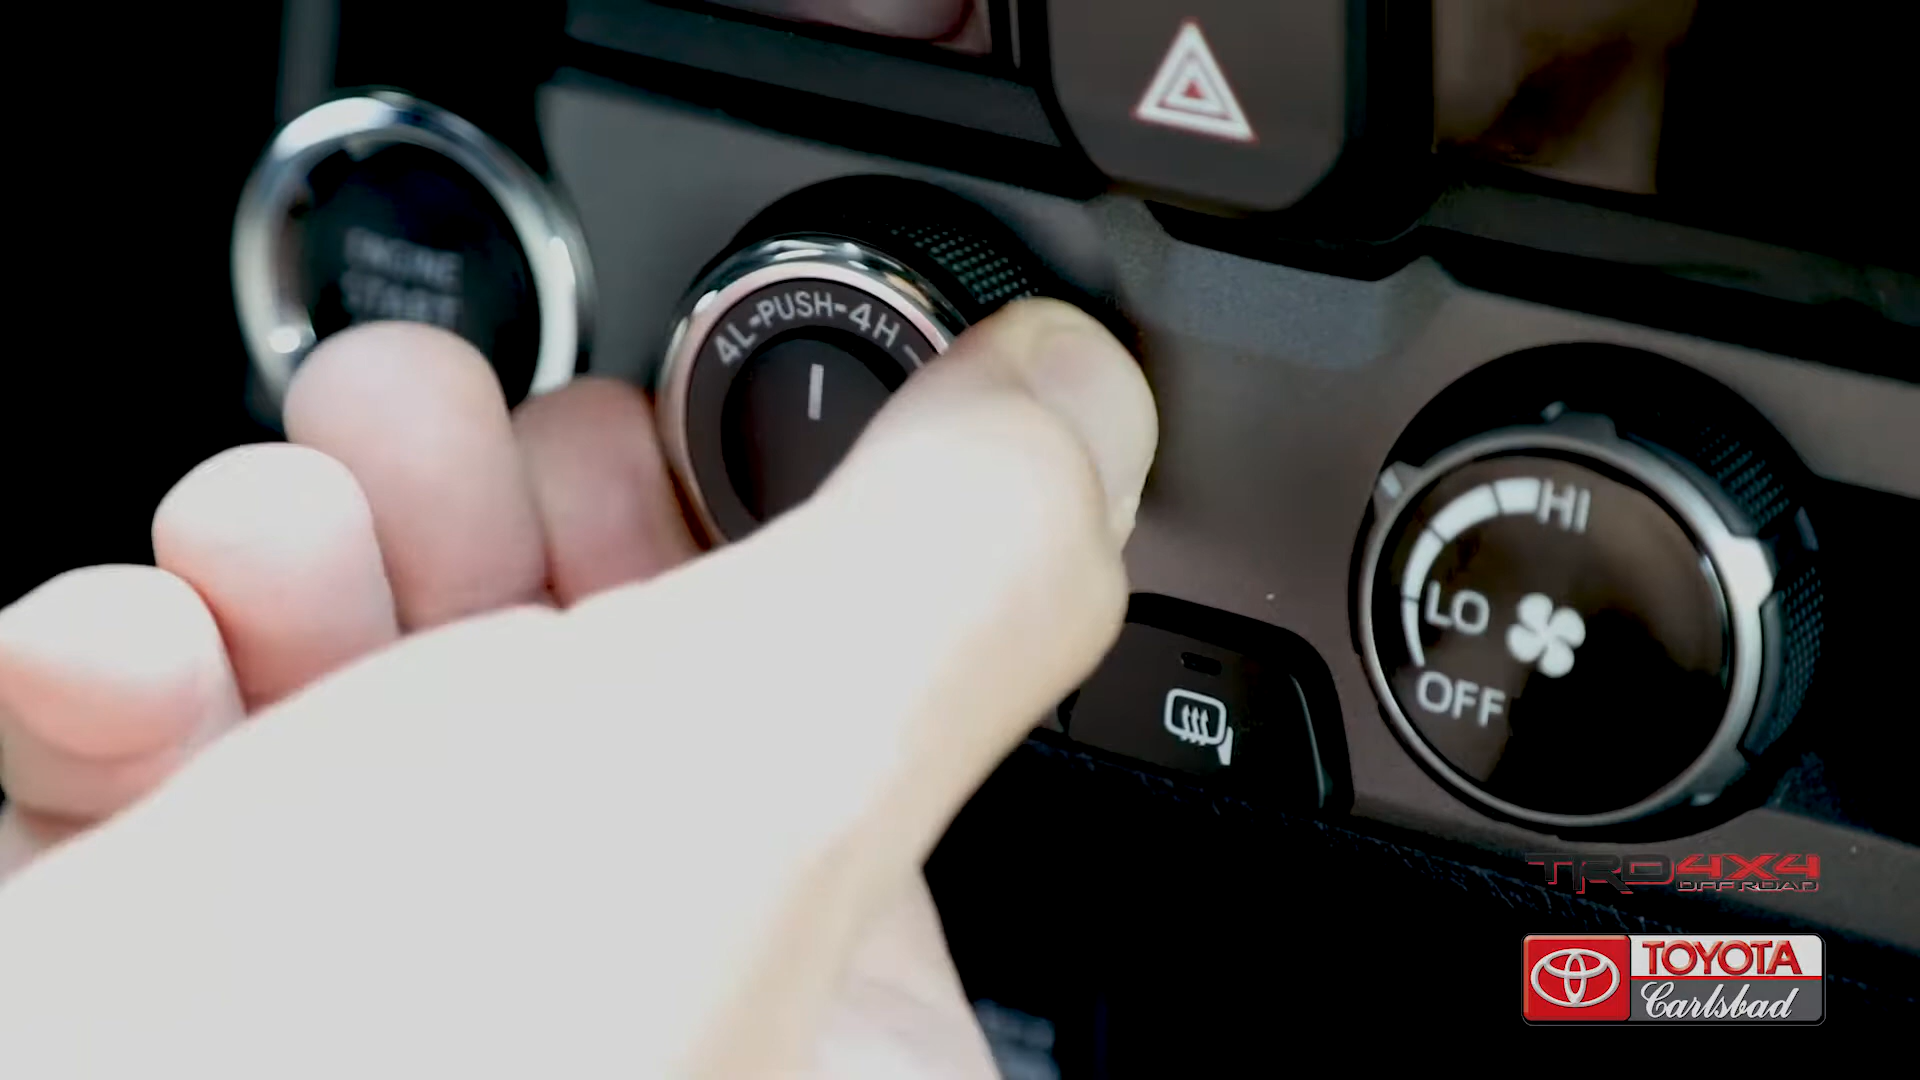 ENGINE
START
4L-PUSH-4H-
HI
LO
OFF
TRD 4X4
OFF ROAD
TOYOTA
Carlsbad